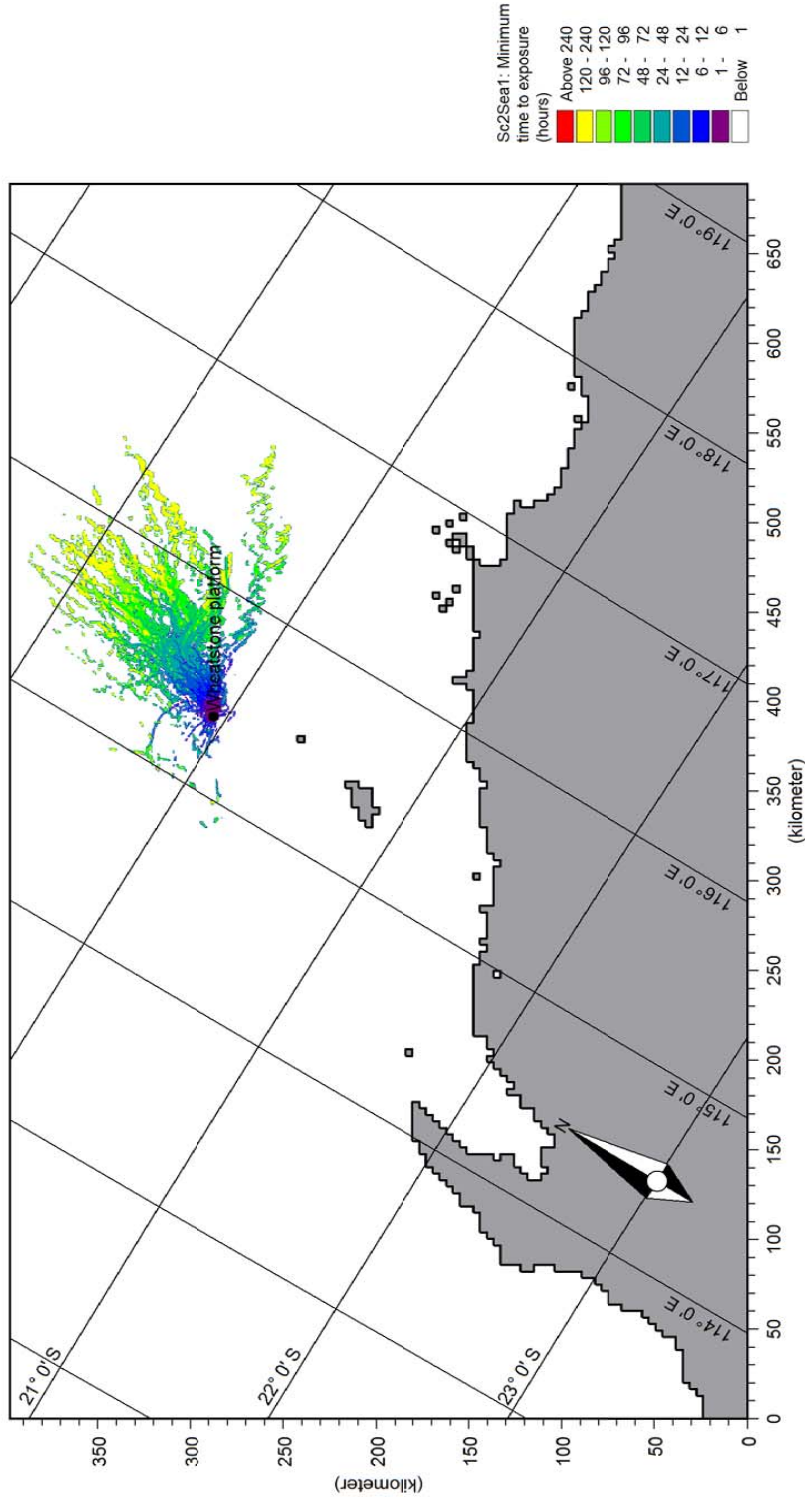 Sc2Sea1: Minimum
time to exposure
(hours)
Above 240
120 - 240
96 - 120
72 - 96
48 - 72
24 - 48
12 - 24
6 - 12
1 - 6
Below 1
Wheatstone platform
21° 0' S
22° 0' S
23° 0' S
114° 0' E
115° 0' E
116° 0' E
117° 0' E
118° 0' E
119° 0' E
N
350
300
250
200
150
100
50
0
(kilometer)
0
50
100
150
200
250
300
350
400
450
500
550
600
650
(kilometer)